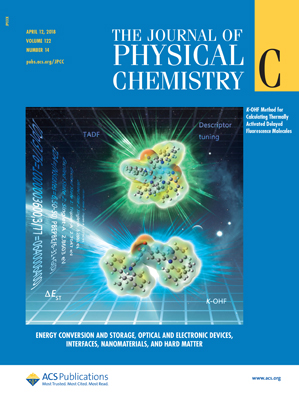 APRIL 12, 2018
VOLUME 122
NUMBER 14
pubs.acs.org/JPCC
THE JOURNAL OF
PHYSICAL
CHEMISTRY
C
K-OHF Method for
Calculating Thermally
Activated Delayed
Fluorescence Molecules
TADF
Descriptor
tuning
ΔE_ST
K-OHF
ENERGY CONVERSION AND STORAGE, OPTICAL AND ELECTRONIC DEVICES,
INTERFACES, NANOMATERIALS, AND HARD MATTER
ACS Publications
Most Trusted. Most Cited. Most Read.
www.acs.org